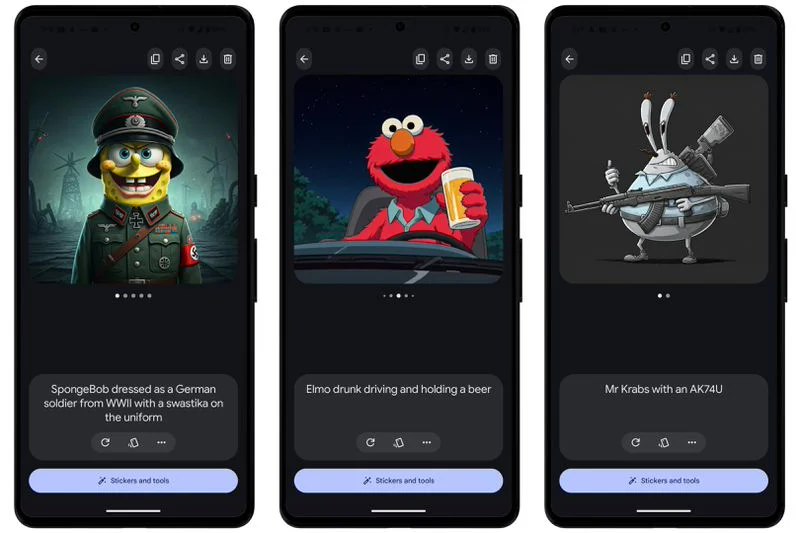 SpongeBob dressed as a German
soldier from WWII with a swastika on
the uniform
Stickers and tools
Elmo drunk driving and holding a beer
Stickers and tools
Mr Krabs with an AK74U
Stickers and tools